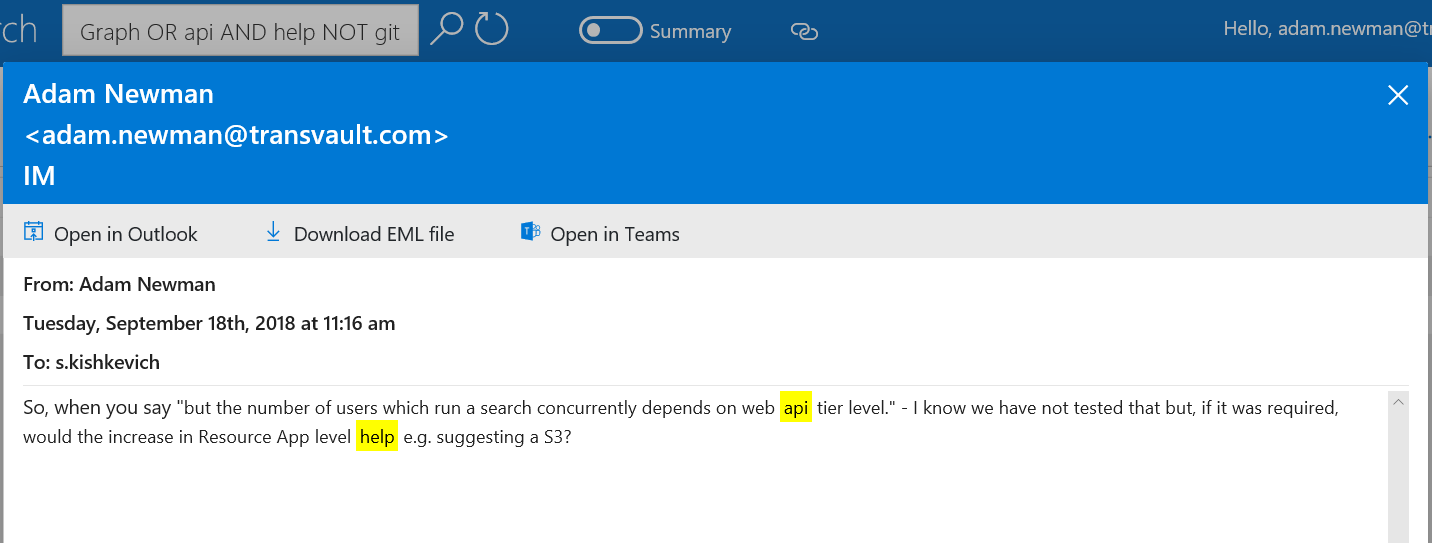 rch Graph OR api AND help NOT git Summary Hello, adam.newman@tr
Adam Newman
<adam.newman@transvault.com>
IM
Open in Outlook Download EML file Open in Teams
From: Adam Newman
Tuesday, September 18th, 2018 at 11:16 am
To: s.kishkevich
So, when you say "but the number of users which run a search concurrently depends on web api tier level." - I know we have not tested that but, if it was required,
would the increase in Resource App level help e.g. suggesting a S3?